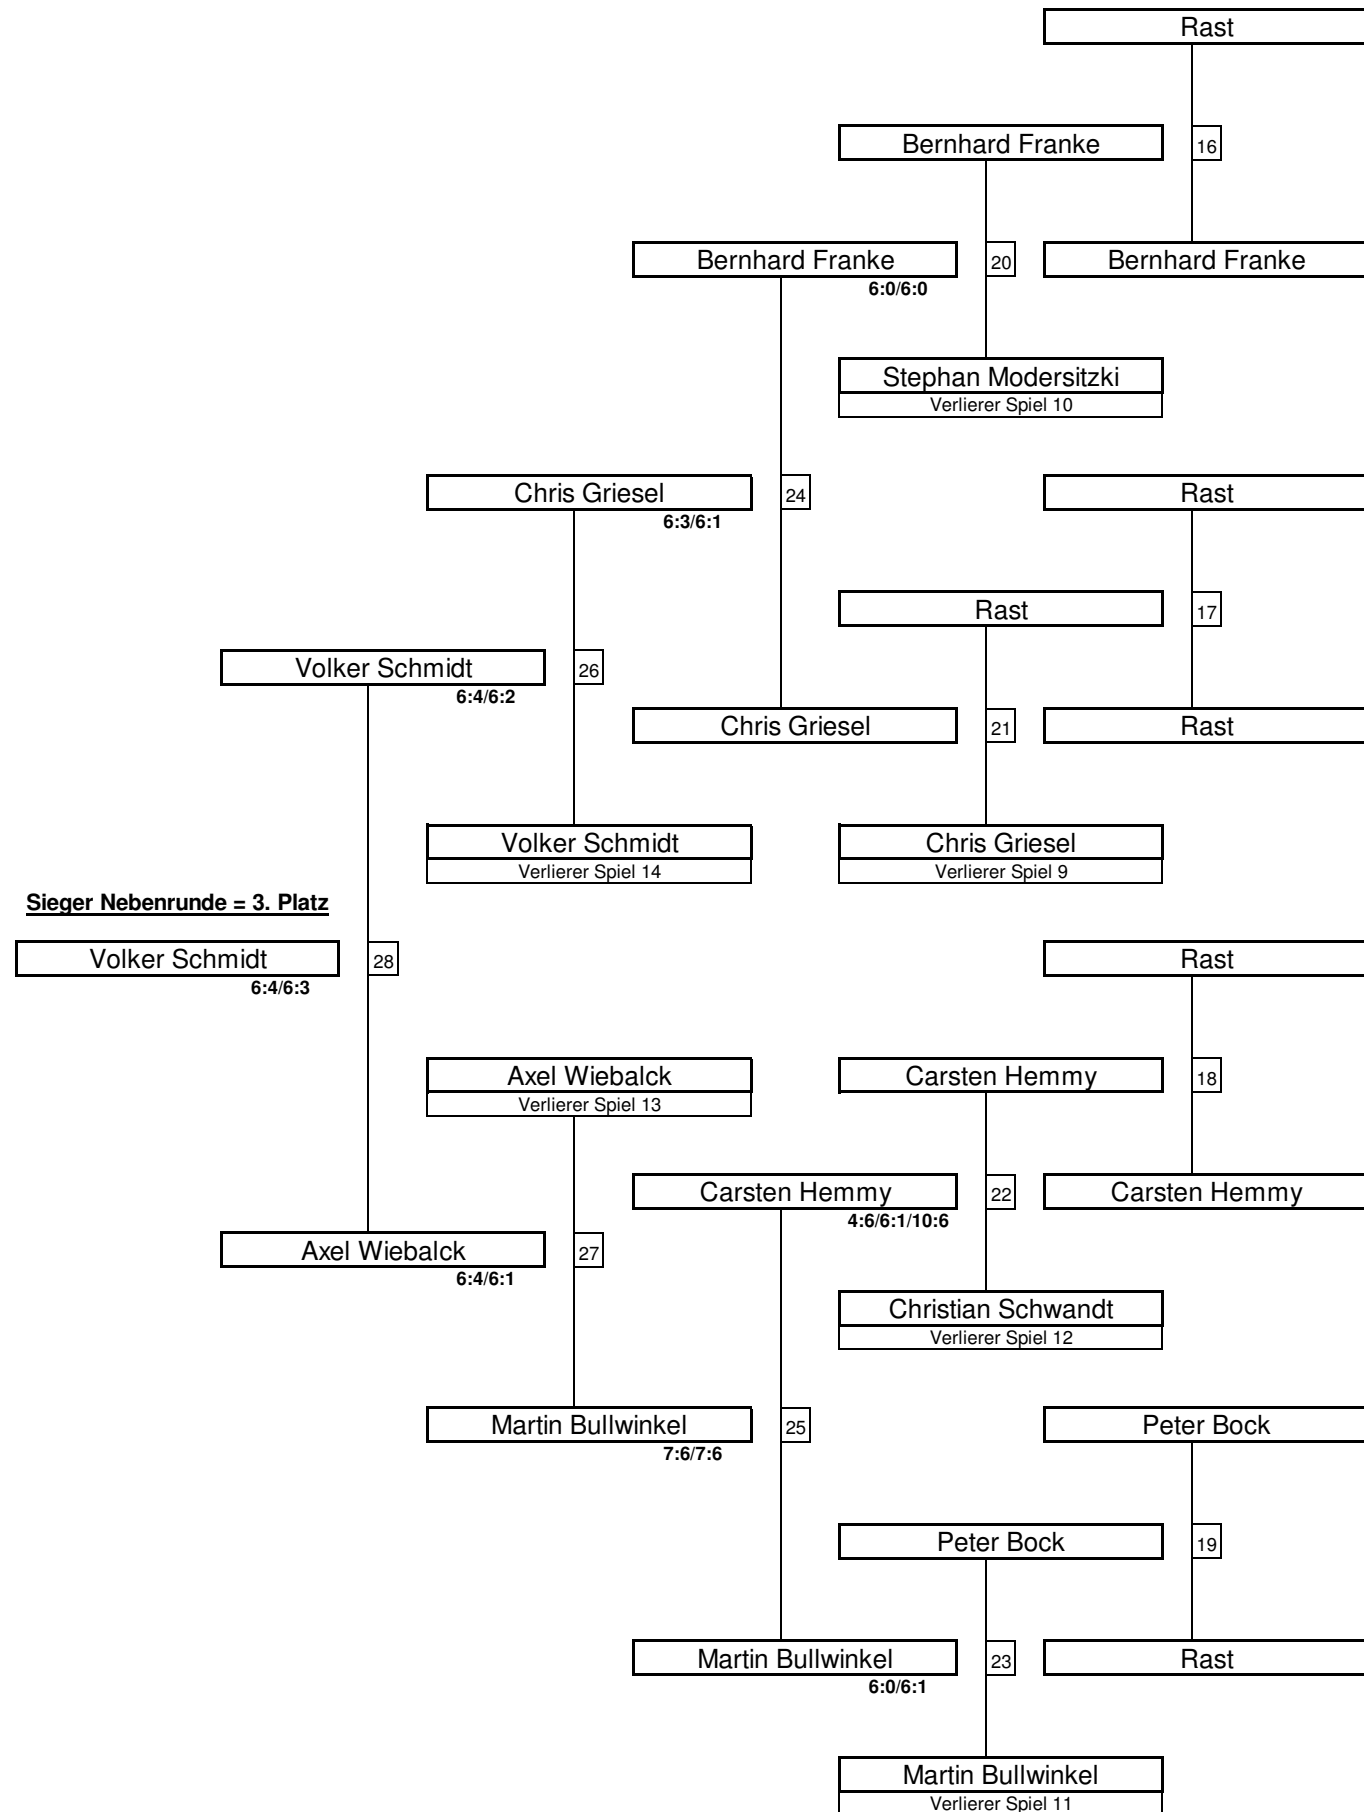 Rast
Bernhard Franke
16
Bernhard Franke
20
Bernhard Franke
6:0/6:0
Stephan Modersitzki
Verlierer Spiel 10
Chris Griesel
24
Rast
6:3/6:1
Rast
17
Volker Schmidt
26
6:4/6:2
Chris Griesel
21
Rast
Volker Schmidt
Chris Griesel
Verlierer Spiel 14
Verlierer Spiel 9
Sieger Nebenrunde = 3. Platz
Volker Schmidt
28
Rast
6:4/6:3
Axel Wiebalck
Carsten Hemmy
18
Verlierer Spiel 13
Carsten Hemmy
22
Carsten Hemmy
4:6/6:1/10:6
Axel Wiebalck
27
6:4/6:1
Christian Schwandt
Verlierer Spiel 12
Martin Bullwinkel
25
Peter Bock
7:6/7:6
Peter Bock
19
Martin Bullwinkel
23
Rast
6:0/6:1
Martin Bullwinkel
Verlierer Spiel 11